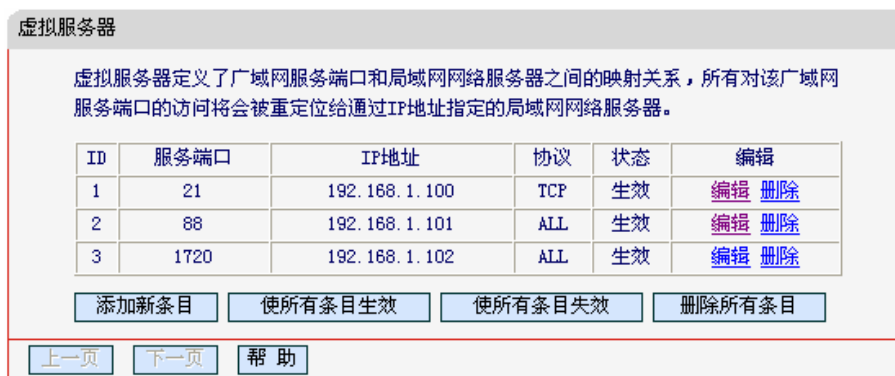 虚拟服务器
虚拟服务器定义了广域网服务端口和局域网网络服务器之间的映射关系，所有对该广域网
服务端口的访问将会被重定位给通过IP地址指定的局域网网络服务器。
ID 服务端口 IP地址 协议 状态 编辑
1 21 192.168.1.100 TCP 生效 编辑 删除
2 88 192.168.1.101 ALL 生效 编辑 删除
3 1720 192.168.1.102 ALL 生效 编辑 删除
添加新条目 使所有条目生效 使所有条目失效 删除所有条目
上一页 下一页 帮 助